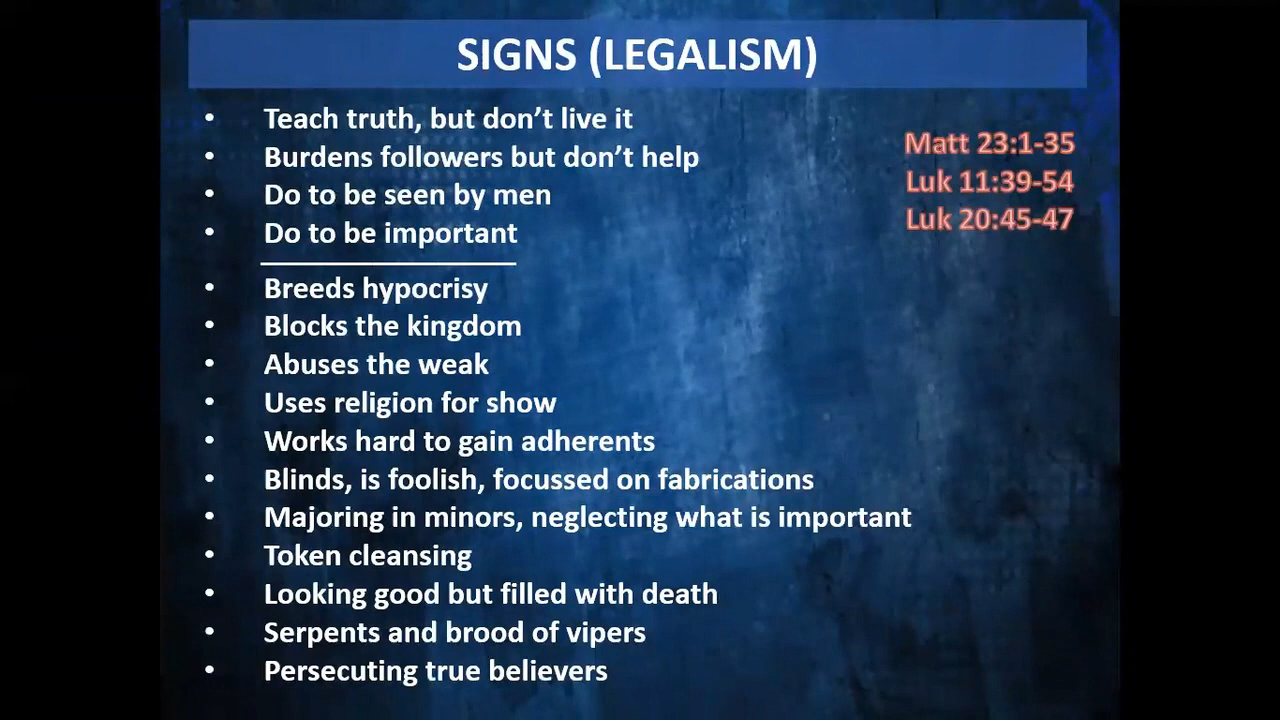 SIGNS (LEGALISM)
• Teach truth, but don’t live it
• Burdens followers but don’t help
• Do to be seen by men
• Do to be important
• Breeds hypocrisy
• Blocks the kingdom
• Abuses the weak
• Uses religion for show
• Works hard to gain adherents
• Blinds, is foolish, focussed on fabrications
• Majoring in minors, neglecting what is important
• Token cleansing
• Looking good but filled with death
• Serpents and brood of vipers
• Persecuting true believers
Matt 23:1-35
Luk 11:39-54
Luk 20:45-47